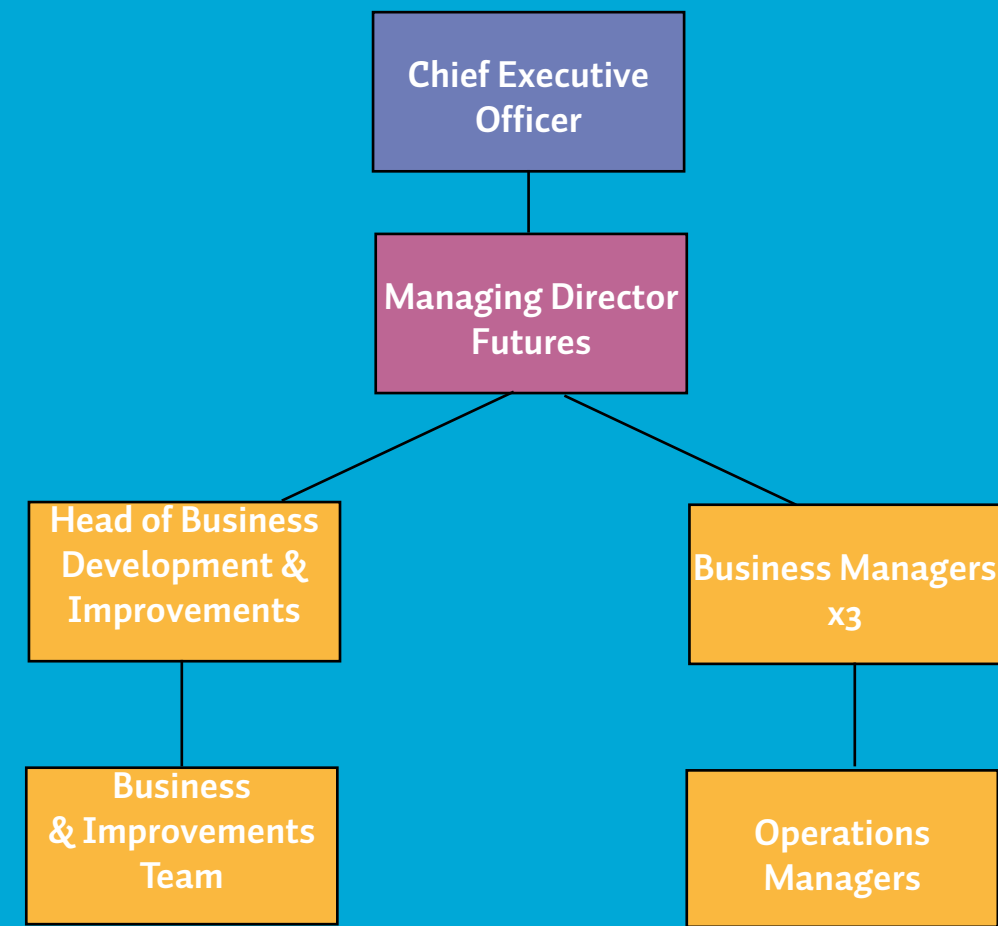 Chief Executive
Officer
Managing Director
Futures
Head of Business
Development &
Improvements
Business Managers
x3
Business
& Improvements
Team
Operations
Managers